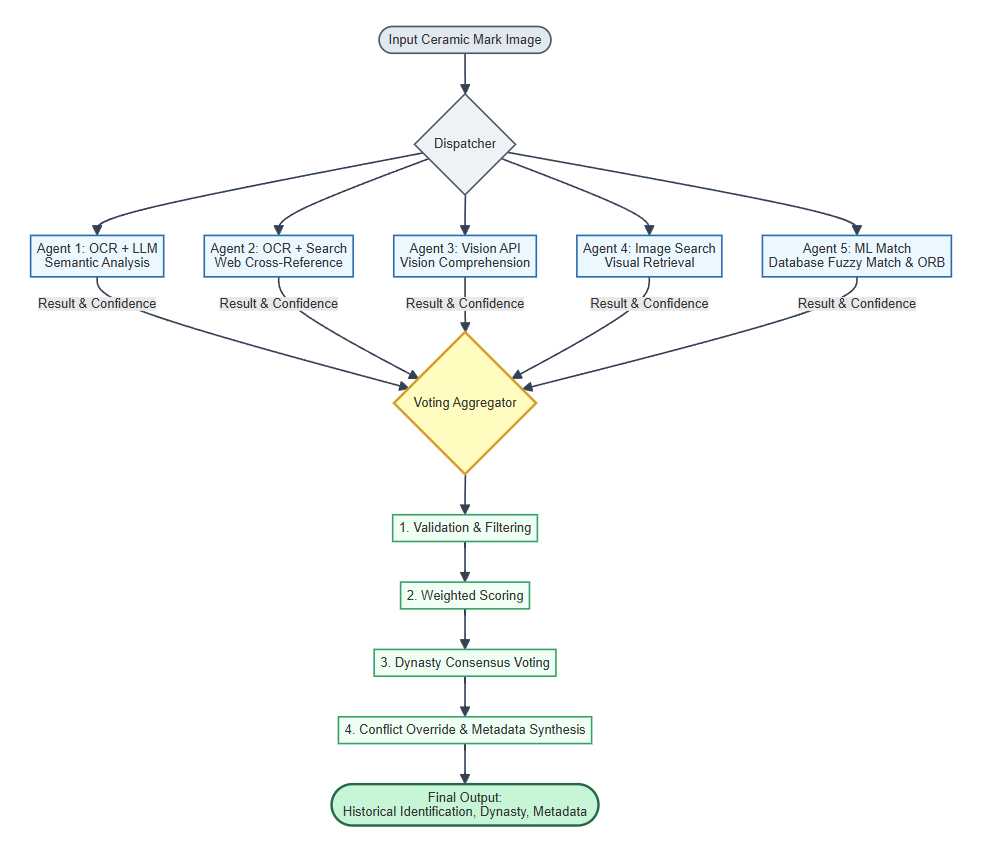 Input Ceramic Mark Image
Dispatcher
Agent 1: OCR + LLM
Semantic Analysis
Agent 2: OCR + Search
Web Cross-Reference
Agent 3: Vision API
Vision Comprehension
Agent 4: Image Search
Visual Retrieval
Agent 5: ML Match
Database Fuzzy Match & ORB
Result & Confidence
Result & Confidence
Result & Confidence
Result & Confidence
Result & Confidence
Voting Aggregator
1. Validation & Filtering
2. Weighted Scoring
3. Dynasty Consensus Voting
4. Conflict Override & Metadata Synthesis
Final Output:
Historical Identification, Dynasty, Metadata